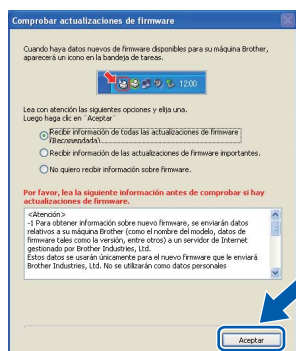 Comprobar actualizaciones de firmware
Cuando haya datos nuevos de firmware disponibles para su máquina Brother,
aparecerá un icono en la bandeja de tareas.
12:00
Lea con atención las siguientes opciones y elija una.
Luego haga clic en ¨Aceptar¨
Recibir información de todas las actualizaciones de firmware
(Recomendada)
Recibir información de las actualizaciones de firmware importantes.
No quiero recibir información sobre firmware.
Por favor, lea la siguiente información antes de comprobar si hay
actualizaciones de firmware.
<Atención>
-1 Para obtener información sobre nuevo firmware, se enviarán datos
relativos a su máquina Brother (como el nombre del modelo, datos de
firmware tales como la versión, entre otros) a un servidor de Internet
gestionado por Brother Industries, Ltd.
Estos datos se usarán únicamente para el nuevo firmware que le enviará
Brother Industries, Ltd. No se utilizarán como datos personales
Aceptar